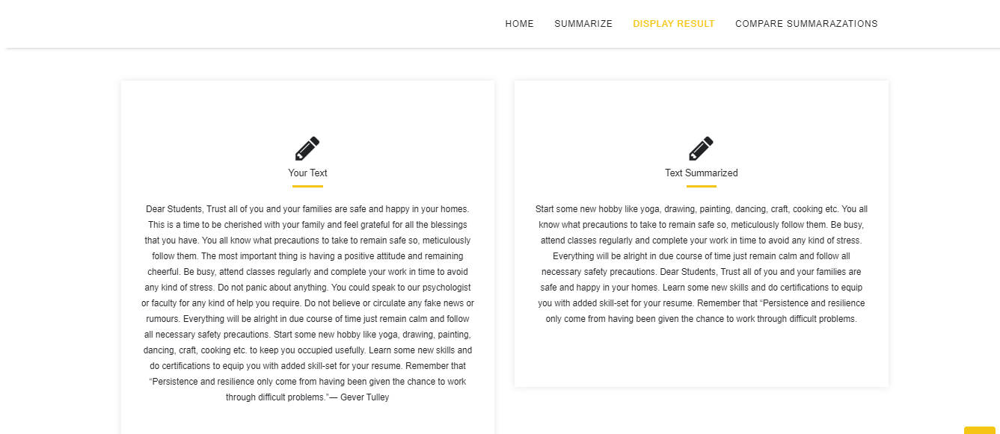 HOME SUMMARIZE DISPLAY RESULT COMPARE SUMMARAZATIONS
Your Text
Dear Students, Trust all of you and your families are safe and happy in your homes.
This is a time to be cherished with your family and feel grateful for all the blessings
that you have. You all know what precautions to take to remain safe so, meticulously
follow them. The most important thing is having a positive attitude and remaining
cheerful. Be busy, attend classes regularly and complete your work in time to avoid
any kind of stress. Do not panic about anything. You could speak to our psychologist
or faculty for any kind of help you require. Do not believe or circulate any fake news or
rumours. Everything will be alright in due course of time just remain calm and follow
all necessary safety precautions. Start some new hobby like yoga, drawing, painting,
dancing, craft, cooking etc. to keep you occupied usefully. Learn some new skills and
do certifications to equip you with added skill-set for your resume. Remember that
“Persistence and resilience only come from having been given the chance to work
through difficult problems.”― Gever Tulley
Text Summarized
Start some new hobby like yoga, drawing, painting, dancing, craft, cooking etc. You all
know what precautions to take to remain safe so, meticulously follow them. Be busy,
attend classes regularly and complete your work in time to avoid any kind of stress.
Everything will be alright in due course of time just remain calm and follow all
necessary safety precautions. Dear Students, Trust all of you and your families are
safe and happy in your homes. Learn some new skills and do certifications to equip
you with added skill-set for your resume. Remember that “Persistence and resilience
only come from having been given the chance to work through difficult problems.